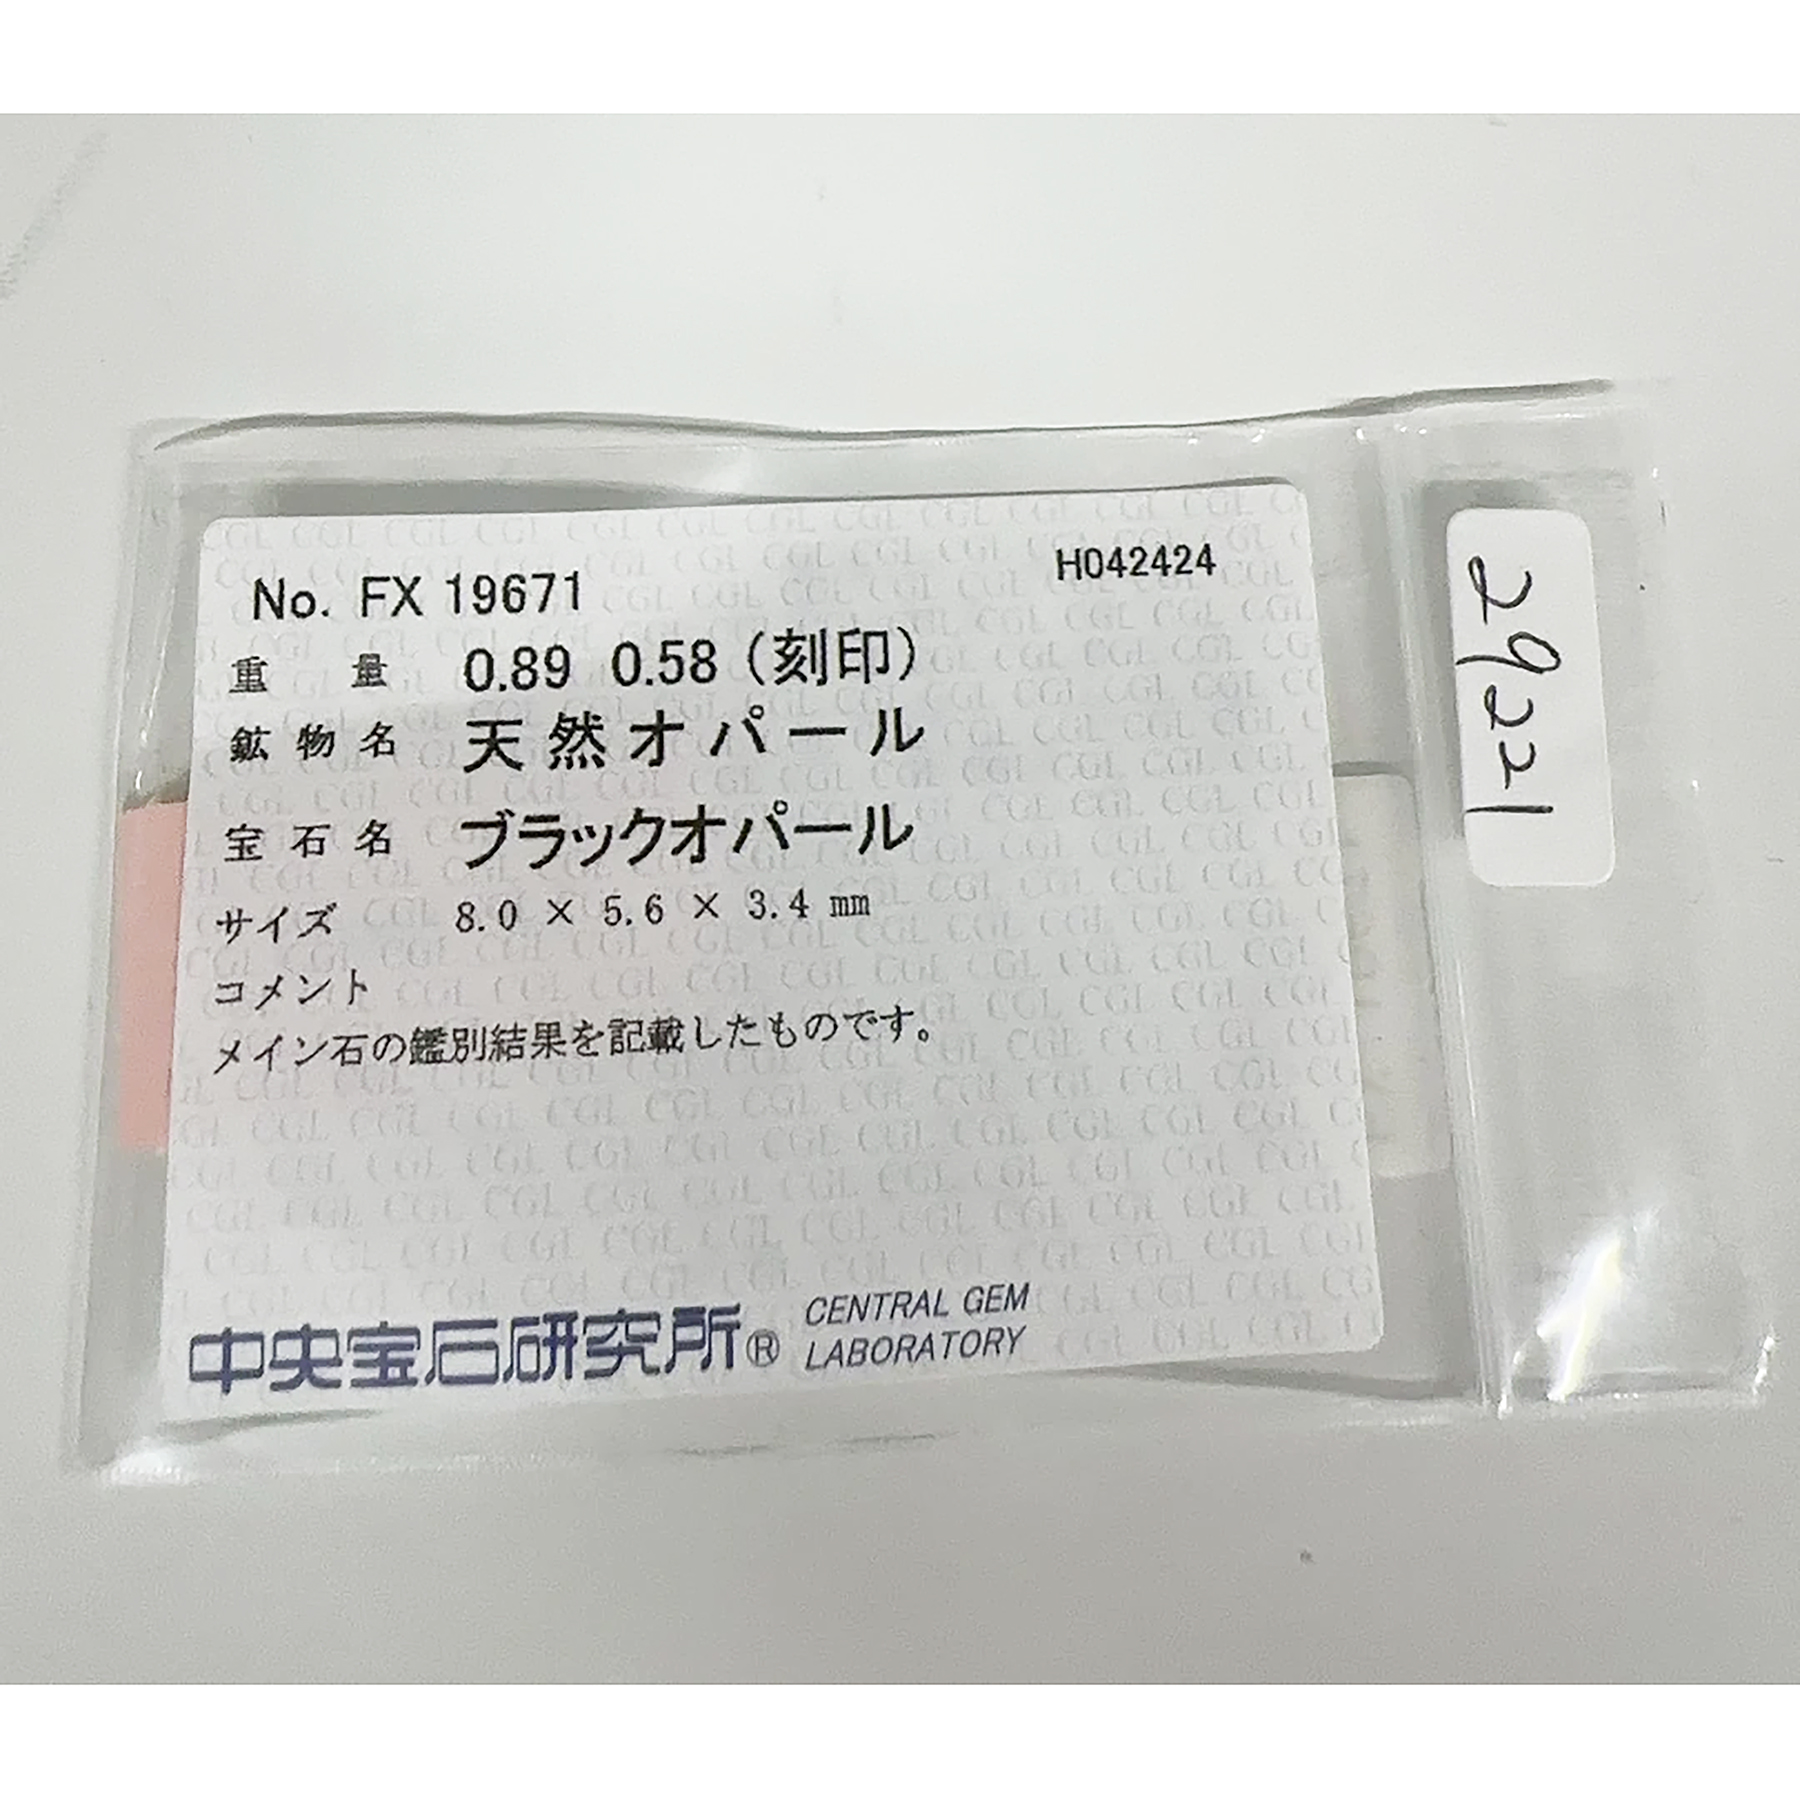 No. FX 19671
H042424
重量 0.89 0.58 (刻印)
鉱物名 天然オパール
宝石名 ブラックオパール
サイズ 8.0 × 5.6 × 3.4 mm
コメント
メイン石の鑑別結果を記載したものです。
中央宝石研究所® CENTRAL GEM
LABORATORY
29221